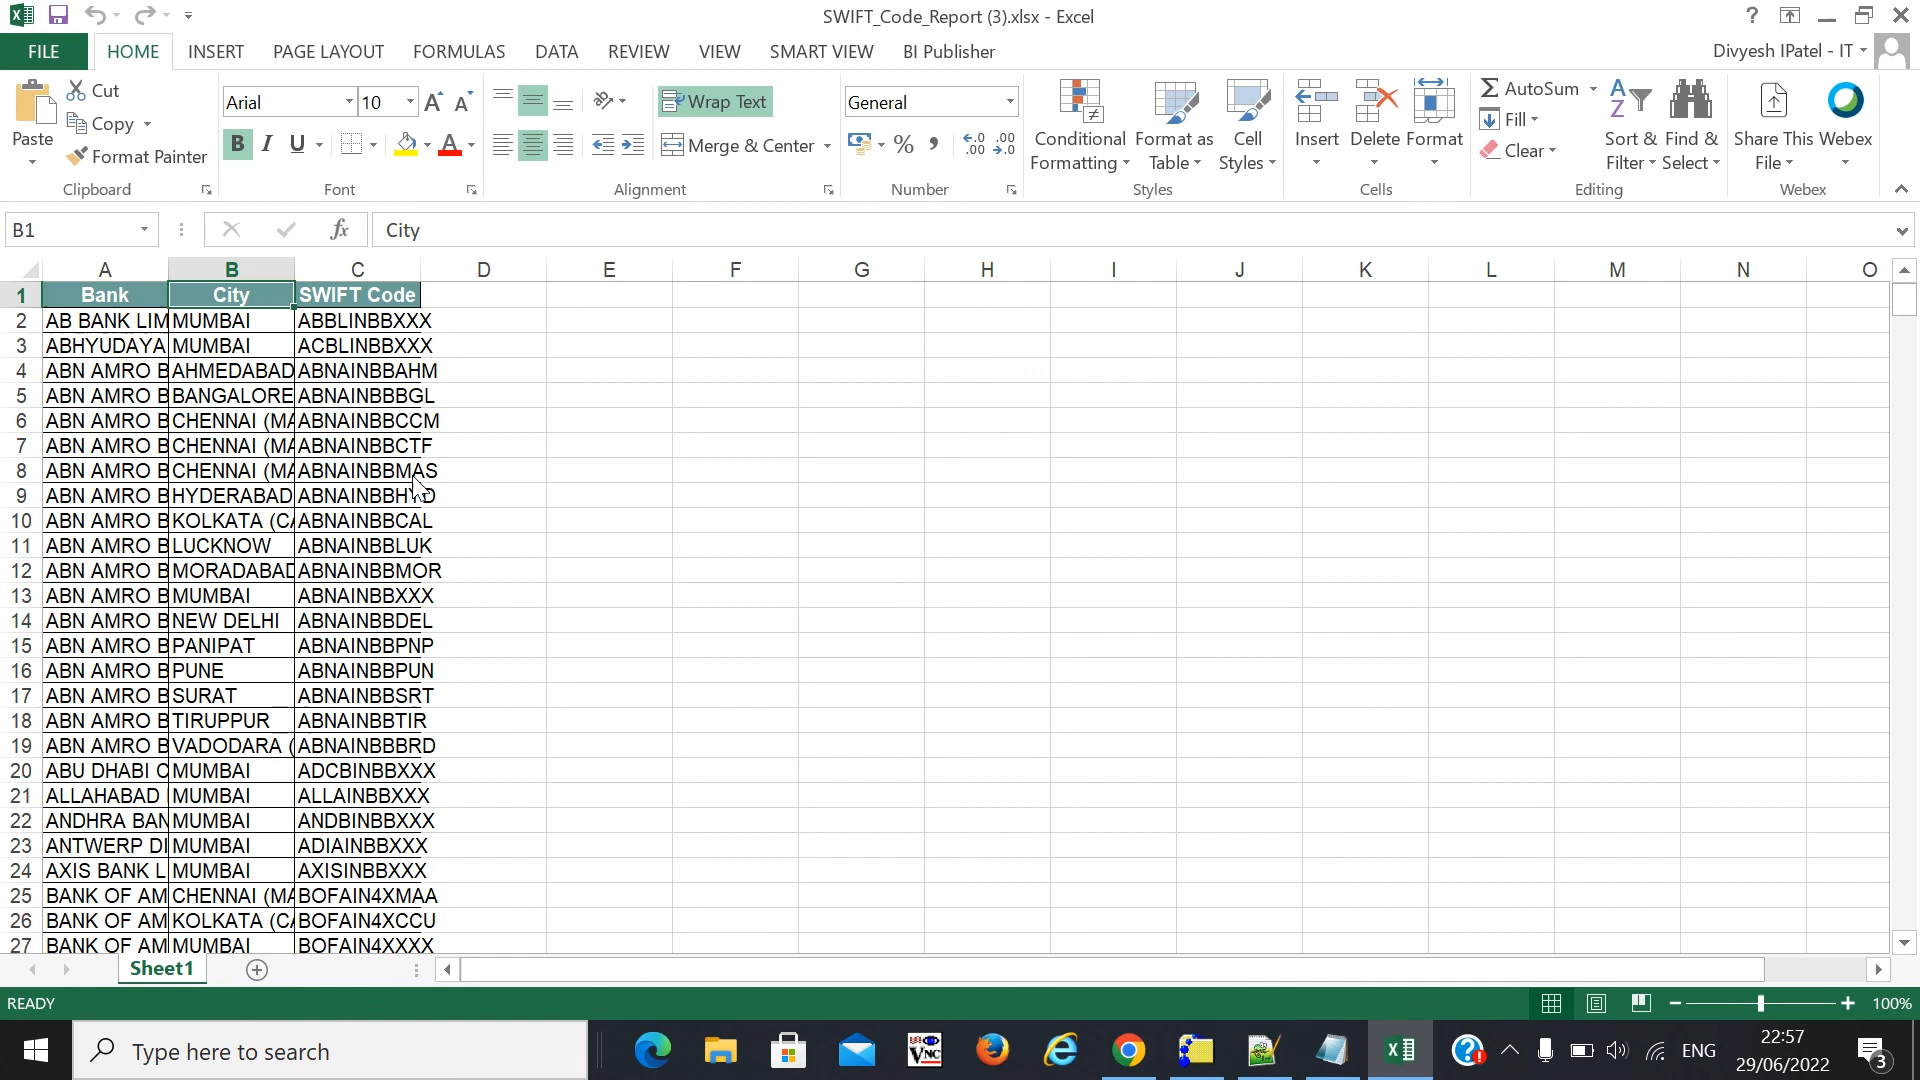 SWIFT_Code_Report (3).xlsx - Excel
FILE HOME INSERT PAGE LAYOUT FORMULAS DATA REVIEW VIEW SMART VIEW BI Publisher Divyesh IPatel - IT
Paste Cut Copy Format Painter Clipboard
Arial 10 B I U A Font
Wrap Text Merge & Center Alignment
General % Number
Conditional Formatting Format as Table Cell Styles Styles
Insert Delete Format Cells
AutoSum Fill Clear Sort & Filter Find & Select Editing
Share This File Webex Webex
B1 fx City
A B C D E F G H I J K L M N O
1 Bank City SWIFT Code
2 AB BANK LIM MUMBAI ABBLINBBXXX
3 ABHYUDAYA MUMBAI ACBLINBBXXX
4 ABN AMRO B AHMEDABAD ABNAINBBAHM
5 ABN AMRO B BANGALORE ABNAINBBBGL
6 ABN AMRO B CHENNAI (MA ABNAINBBCCM
7 ABN AMRO B CHENNAI (MA ABNAINBBCTF
8 ABN AMRO B CHENNAI (MA ABNAINBBMAS
9 ABN AMRO B HYDERABAD ABNAINBBHYD
10 ABN AMRO B KOLKATA (CA ABNAINBBCAL
11 ABN AMRO B LUCKNOW ABNAINBBLUK
12 ABN AMRO B MORADABAD ABNAINBBMOR
13 ABN AMRO B MUMBAI ABNAINBBXXX
14 ABN AMRO B NEW DELHI ABNAINBBDEL
15 ABN AMRO B PANIPAT ABNAINBBPNP
16 ABN AMRO B PUNE ABNAINBBPUN
17 ABN AMRO B SURAT ABNAINBBSRT
18 ABN AMRO B TIRUPPUR ABNAINBBTIR
19 ABN AMRO B VADODARA ( ABNAINBBBRD
20 ABU DHABI C MUMBAI ADCBINBBXXX
21 ALLAHABAD MUMBAI ALLAINBBXXX
22 ANDHRA BAN MUMBAI ANDBINBBXXX
23 ANTWERP DI MUMBAI ADIAINBBXXX
24 AXIS BANK L MUMBAI AXISINBBXXX
25 BANK OF AM CHENNAI (MA BOFAIN4XMAA
26 BANK OF AM KOLKATA (CA BOFAIN4XCCU
27 BANK OF AM MUMBAI BOFAIN4XXXX
Sheet1
READY 100%
Type here to search VNC ENG 22:57
29/06/2022 3